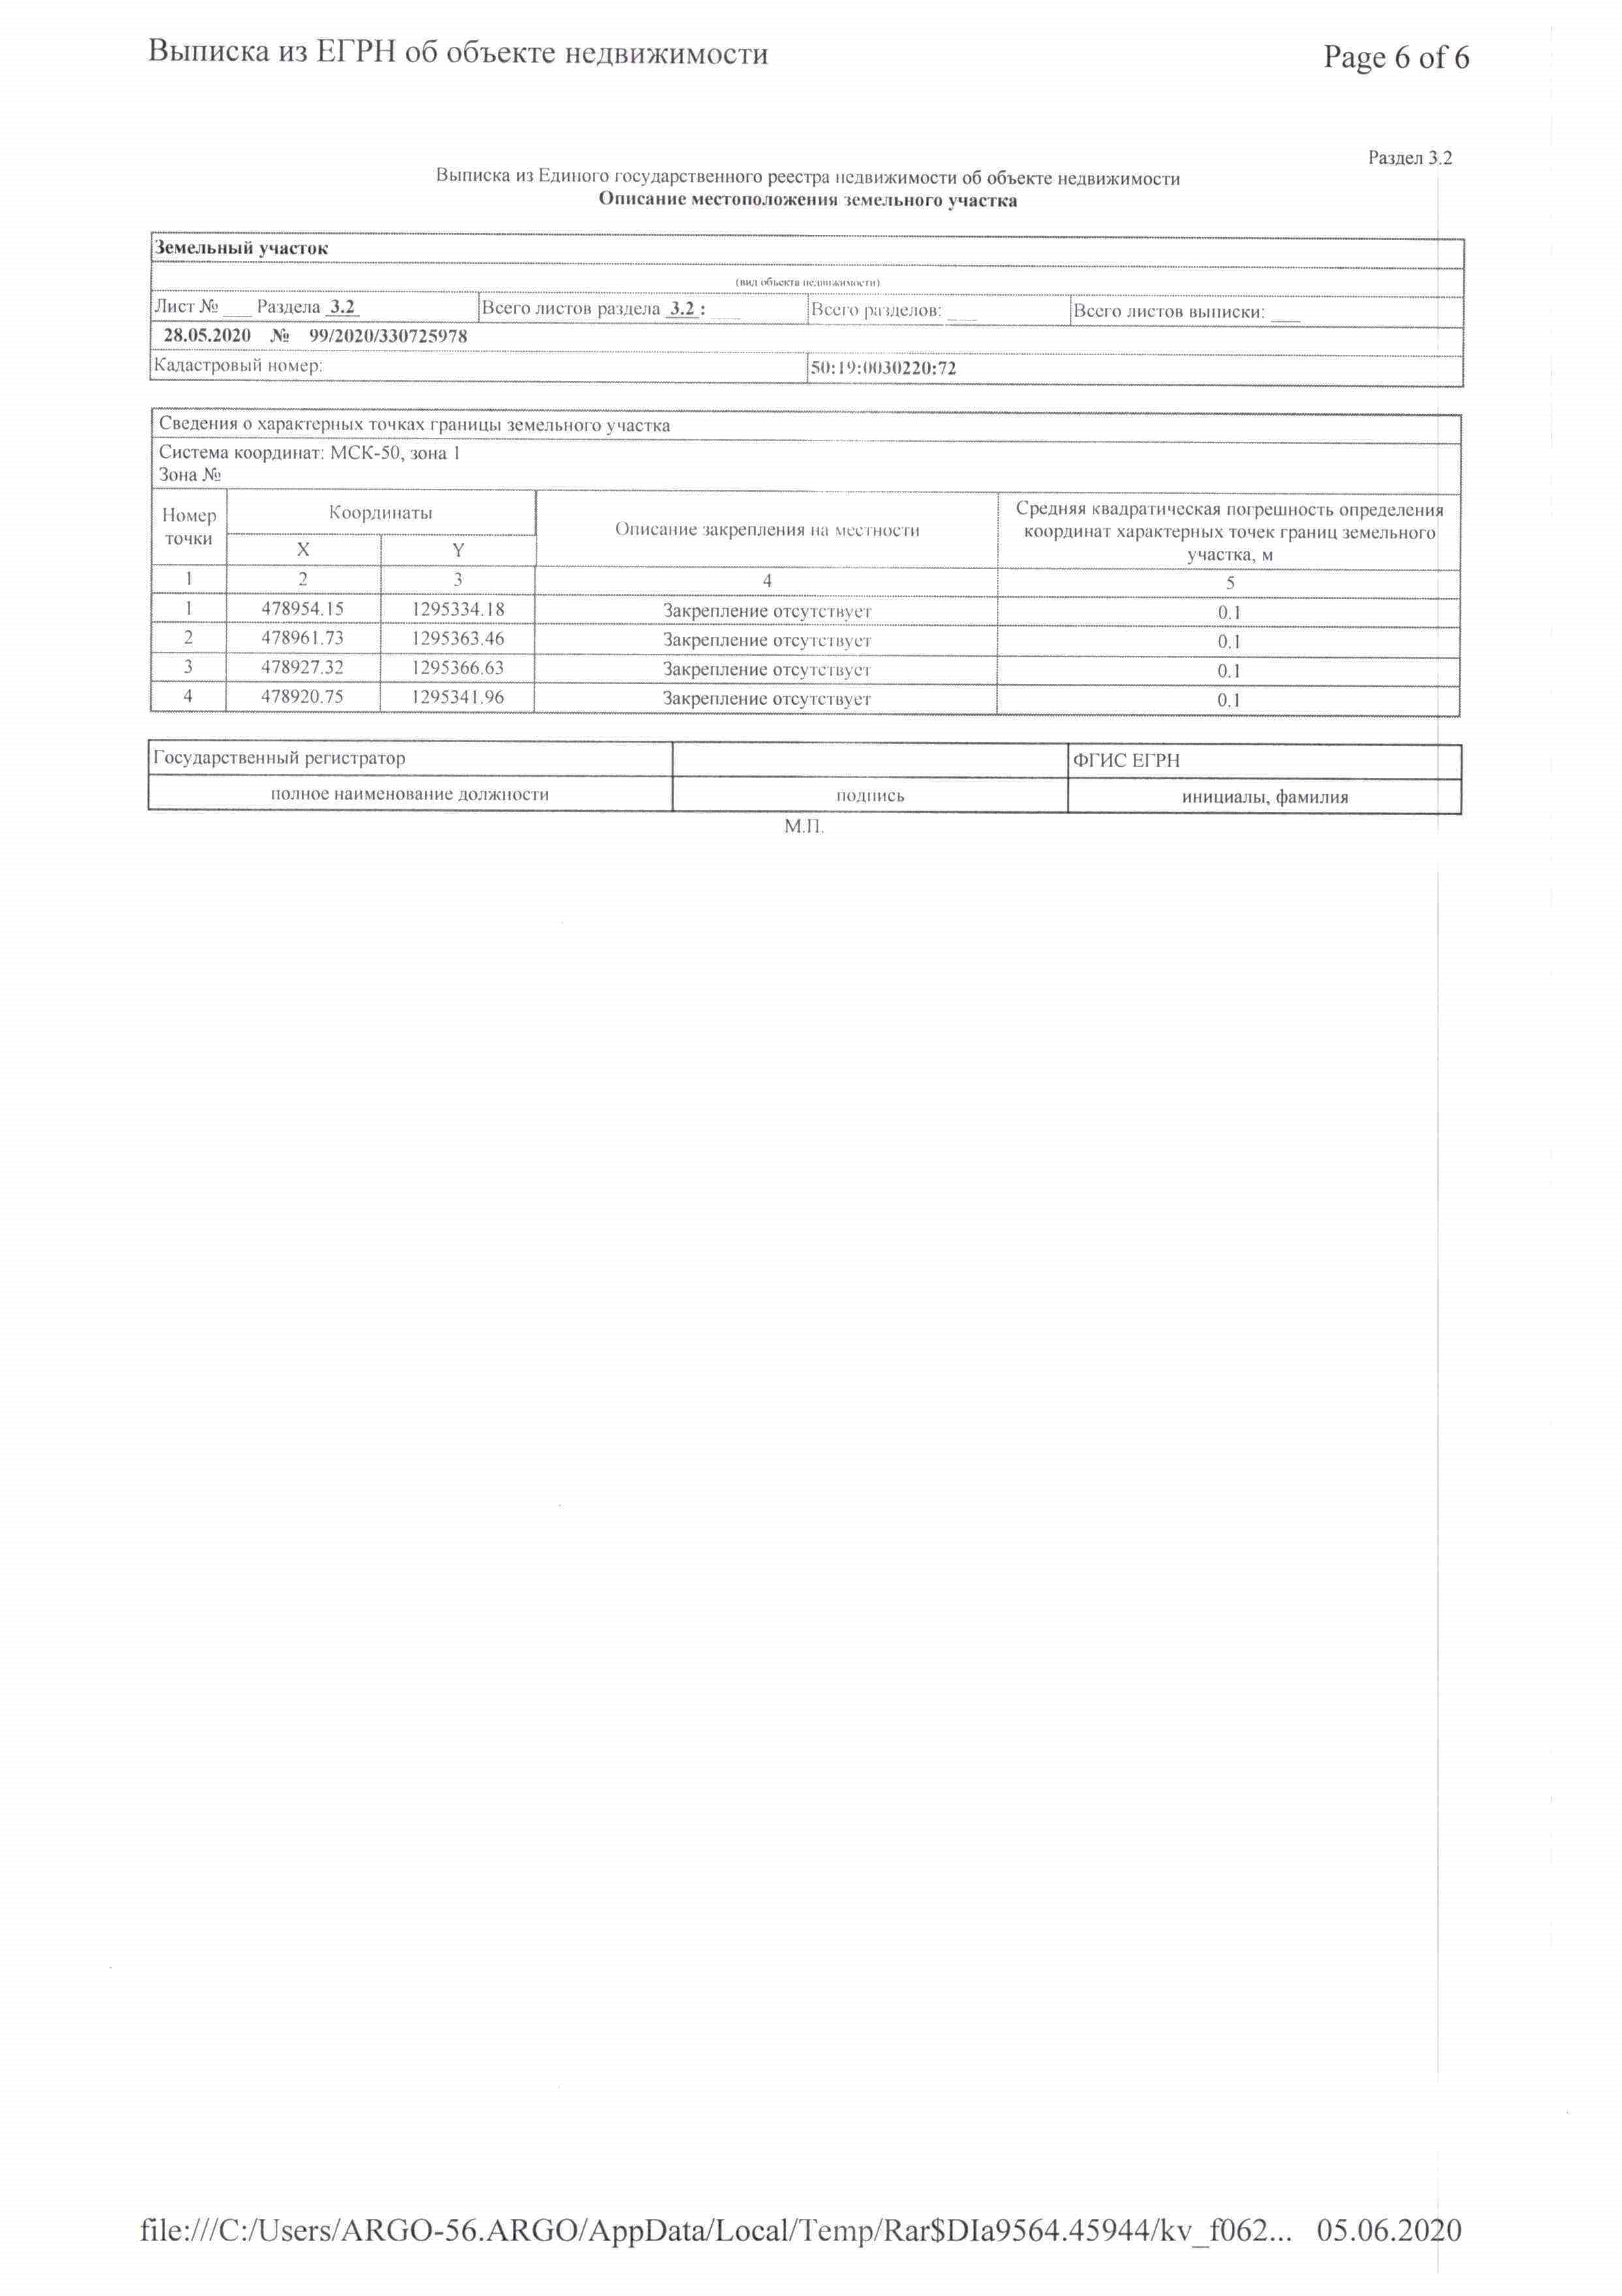 Выписка из ЕГРН об объекте недвижимости Page 6 of 6
Раздел 3.2
Выписка из Единого государственного реестра недвижимости об объекте недвижимости
Описание местоположения земельного участка
Земельный участок
(вид объекта недвижимости)
Лист № ___ Раздела 3.2 Всего листов раздела 3.2 : ___ Всего разделов: ___ Всего листов выписки: ___
28.05.2020 № 99/2020/330725978
Кадастровый номер: 50:19:0030220:72
Сведения о характерных точках границы земельного участка
Система координат: МСК-50, зона 1
Зона №
Номер точки Координаты Описание закрепления на местности Средняя квадратическая погрешность определения
координат характерных точек границ земельного
участка, м
X Y
1 2 3 4 5
1 478954.15 1295334.18 Закрепление отсутствует 0.1
2 478961.73 1295363.46 Закрепление отсутствует 0.1
3 478927.32 1295366.63 Закрепление отсутствует 0.1
4 478920.75 1295341.96 Закрепление отсутствует 0.1
Государственный регистратор ФГИС ЕГРН
полное наименование должности подпись инициалы, фамилия
М.П.
file:///C:/Users/ARGO-56.ARGO/AppData/Local/Temp/Rar$DIa9564.45944/kv_f062... 05.06.2020